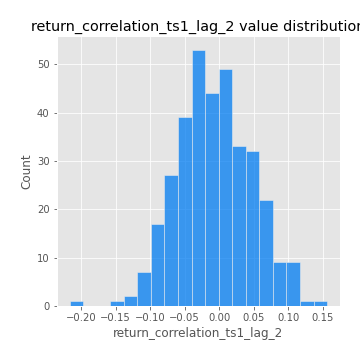 return_correlation_ts1_lag_2 value distribution
50
40
30
20
10
0
Count
−0.20 −0.15 −0.10 −0.05 0.00 0.05 0.10 0.15
return_correlation_ts1_lag_2